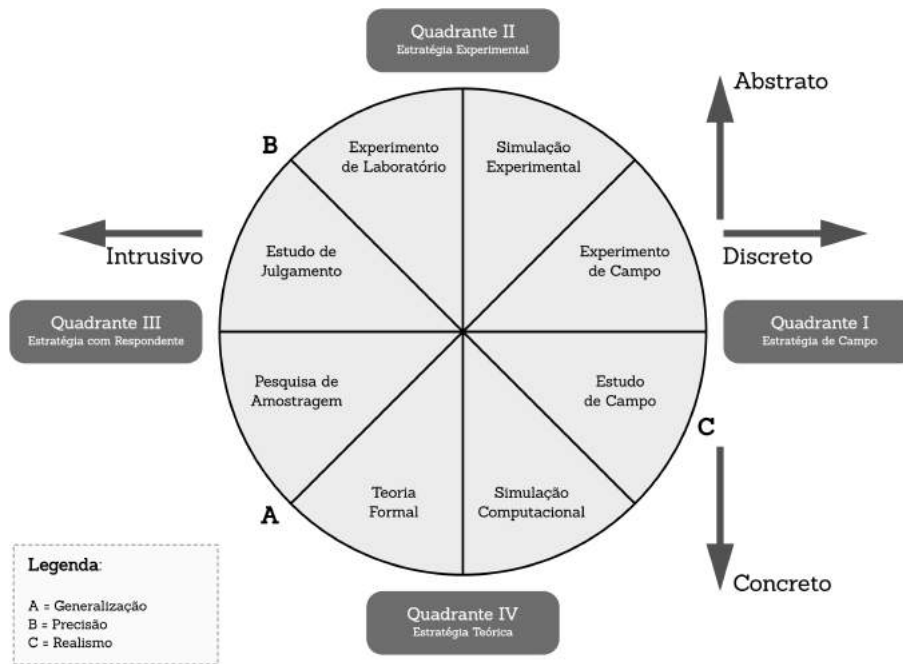 Quadrante II
Estratégia Experimental
Abstrato
B
Experimento
de Laboratório
Simulação
Experimental
Intrusivo
Estudo de
Julgamento
Experimento
de Campo
Discreto
Quadrante III
Estratégia com Respondente
Quadrante I
Estratégia de Campo
Pesquisa de
Amostragem
Estudo
de Campo
C
A
Teoria
Formal
Simulação
Computacional
Legenda:
A = Generalização
B = Precisão
C = Realismo
Quadrante IV
Estratégia Teórica
Concreto